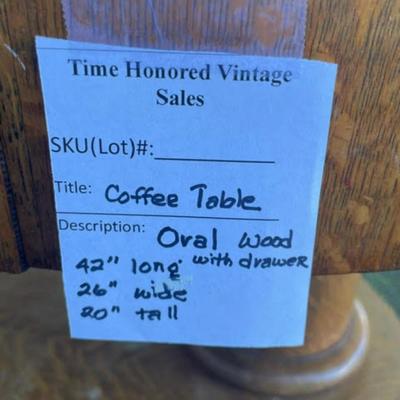 Time Honored Vintage
Sales
SKU(Lot)#:
Title: Coffee Table
Description: Oval Wood
42" long with drawer
26" wide
20" tall